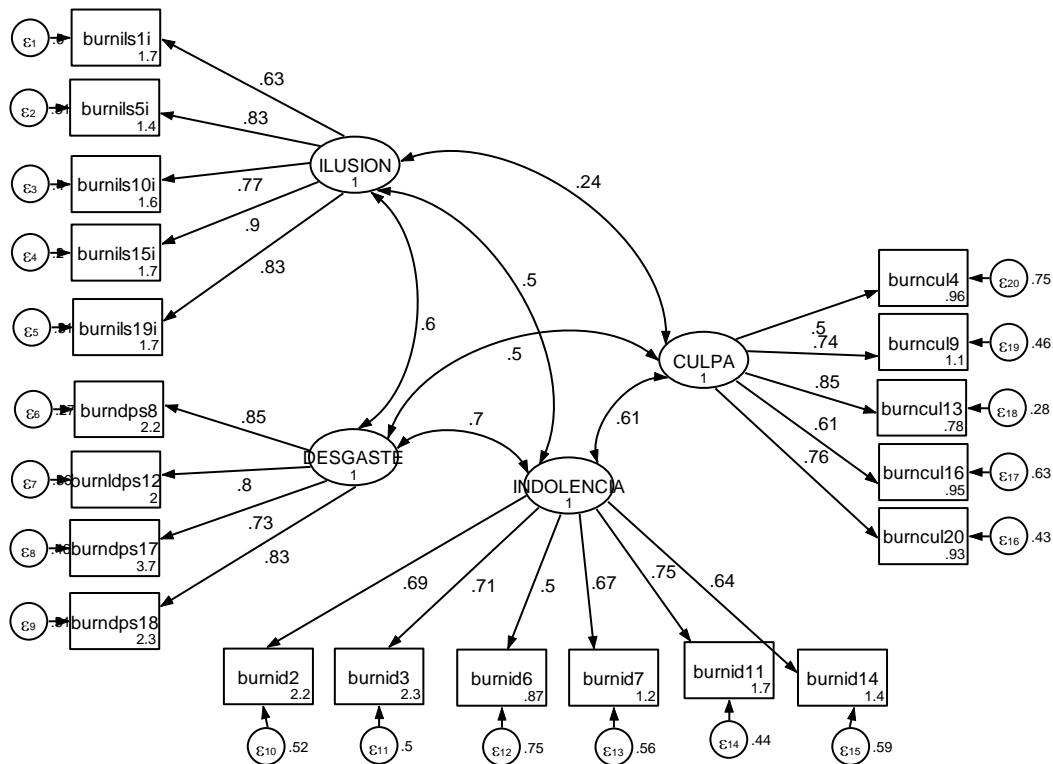 ε1
burnils1i
1.7
.63
ε2
burnils5i
1.4
.83
ILUSION
1
ε3
burnils10i
1.6
.77
.24
ε4
burnils15i
1.7
.9
ε5
burnils19i
1.7
.83
.5
.6
.5
burncul4
.96
ε20
.75
.5
burncul9
1.1
ε19
.46
.74
CULPA
1
burncul13
.78
ε18
.28
.85
burncul16
.95
ε17
.63
.61
burncul20
.93
ε16
.43
.76
ε6
.27
burndps8
2.2
.85
.7
.61
DESGASTE
1
ε7
burnldps12
2
.8
INDOLENCIA
1
ε8
burndps17
3.7
.73
ε9
burndps18
2.3
.83
.69
.71
.5
.67
.75
.64
burnid2
2.2
burnid3
2.3
burnid6
.87
burnid7
1.2
burnid11
1.7
burnid14
1.4
ε10
.52
ε11
.5
ε12
.75
ε13
.56
ε14
.44
ε15
.59